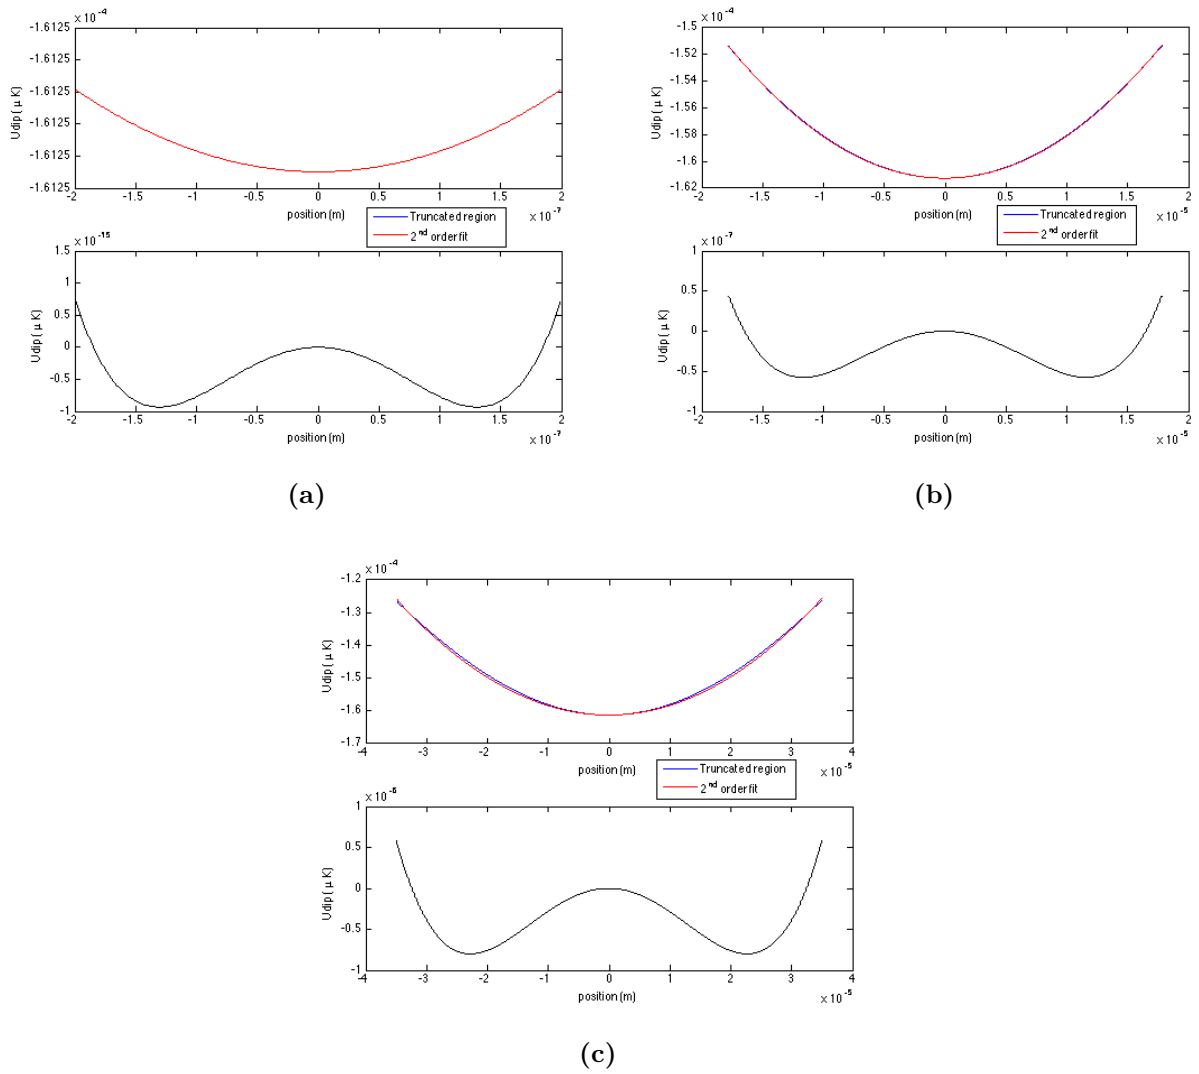 x 10^-4
-1.6125
-1.6125
-1.6125
-1.6125
-1.6125
-1.6125
Udip ( μ K)
-2 -1.5 -1 -0.5 0 0.5 1 1.5 2
position (m)
x 10^-7
Truncated region
2^nd order fit
x 10^-15
1.5
1
0.5
0
-0.5
-1
Udip ( μ K)
-2 -1.5 -1 -0.5 0 0.5 1 1.5 2
position (m)
x 10^-7
(a)
x 10^-4
-1.5
-1.52
-1.54
-1.56
-1.58
-1.6
-1.62
Udip ( μ K)
-2 -1.5 -1 -0.5 0 0.5 1 1.5 2
position (m)
x 10^-5
Truncated region
2^nd order fit
x 10^-7
1
0.5
0
-0.5
-1
Udip ( μ K)
-2 -1.5 -1 -0.5 0 0.5 1 1.5 2
position (m)
x 10^-5
(b)
x 10^-4
-1.2
-1.3
-1.4
-1.5
-1.6
-1.7
Udip ( μ K)
-4 -3 -2 -1 0 1 2 3 4
position (m)
x 10^-5
Truncated region
2^nd order fit
1
0.5
0
-0.5
-1
Udip ( μ K)
-4 -3 -2 -1 0 1 2 3 4
position (m)
x 10^-5
(c)